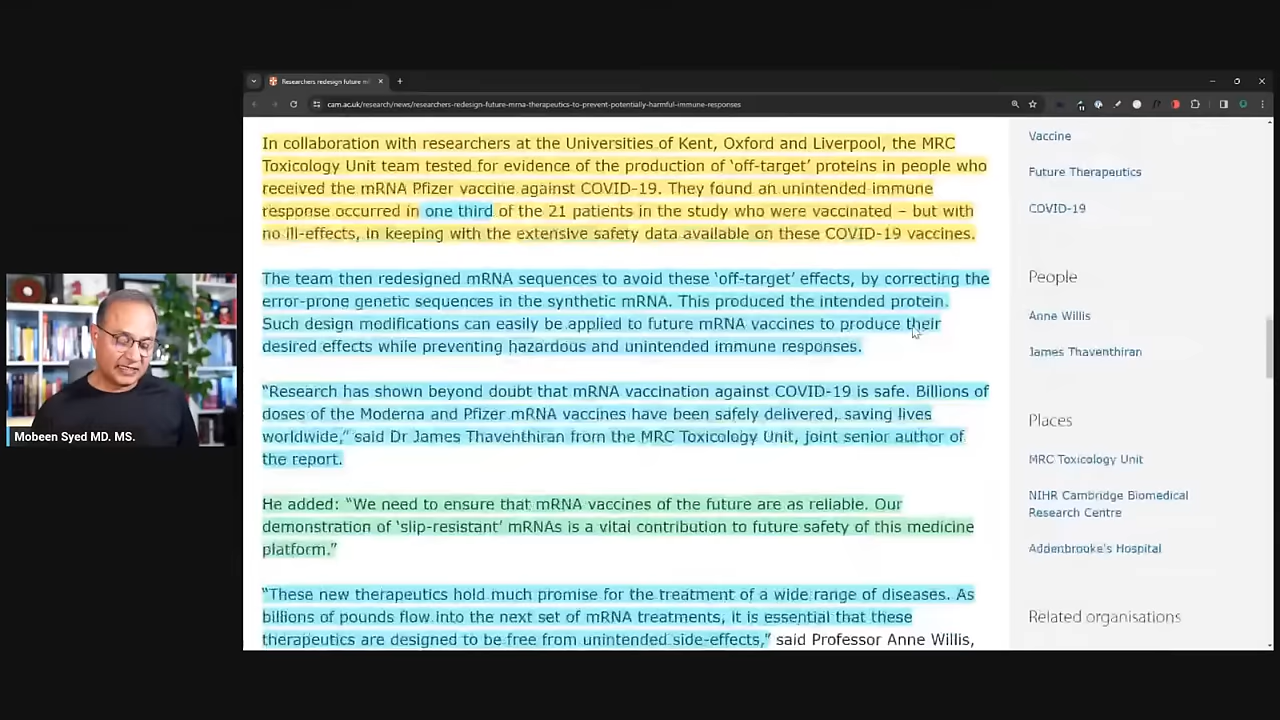 Researchers redesign future m
cam.ac.uk/research/news/researchers-redesign-future-mrna-therapeutics-to-prevent-potentially-harmful-immune-responses
In collaboration with researchers at the Universities of Kent, Oxford and Liverpool, the MRC
Toxicology Unit team tested for evidence of the production of ‘off-target’ proteins in people who
received the mRNA Pfizer vaccine against COVID-19. They found an unintended immune
response occurred in one third of the 21 patients in the study who were vaccinated – but with
no ill-effects, in keeping with the extensive safety data available on these COVID-19 vaccines.
The team then redesigned mRNA sequences to avoid these ‘off-target’ effects, by correcting the
error-prone genetic sequences in the synthetic mRNA. This produced the intended protein.
Such design modifications can easily be applied to future mRNA vaccines to produce their
desired effects while preventing hazardous and unintended immune responses.
“Research has shown beyond doubt that mRNA vaccination against COVID-19 is safe. Billions
of doses of the Moderna and Pfizer mRNA vaccines have been safely delivered, saving lives
worldwide,” said Dr James Thaventhiran from the MRC Toxicology Unit, joint senior author of
the report.
He added: “We need to ensure that mRNA vaccines of the future are as reliable. Our
demonstration of ‘slip-resistant’ mRNAs is a vital contribution to future safety of this medicine
platform.”
“These new therapeutics hold much promise for the treatment of a wide range of diseases. As
billions of pounds flow into the next set of mRNA treatments, it is essential that these
therapeutics are designed to be free from unintended side-effects,” said Professor Anne Willis,
Vaccine
Future Therapeutics
COVID-19
People
Anne Willis
James Thaventhiran
Places
MRC Toxicology Unit
NIHR Cambridge Biomedical
Research Centre
Addenbrooke's Hospital
Related organisations
Mobeen Syed MD. MS.